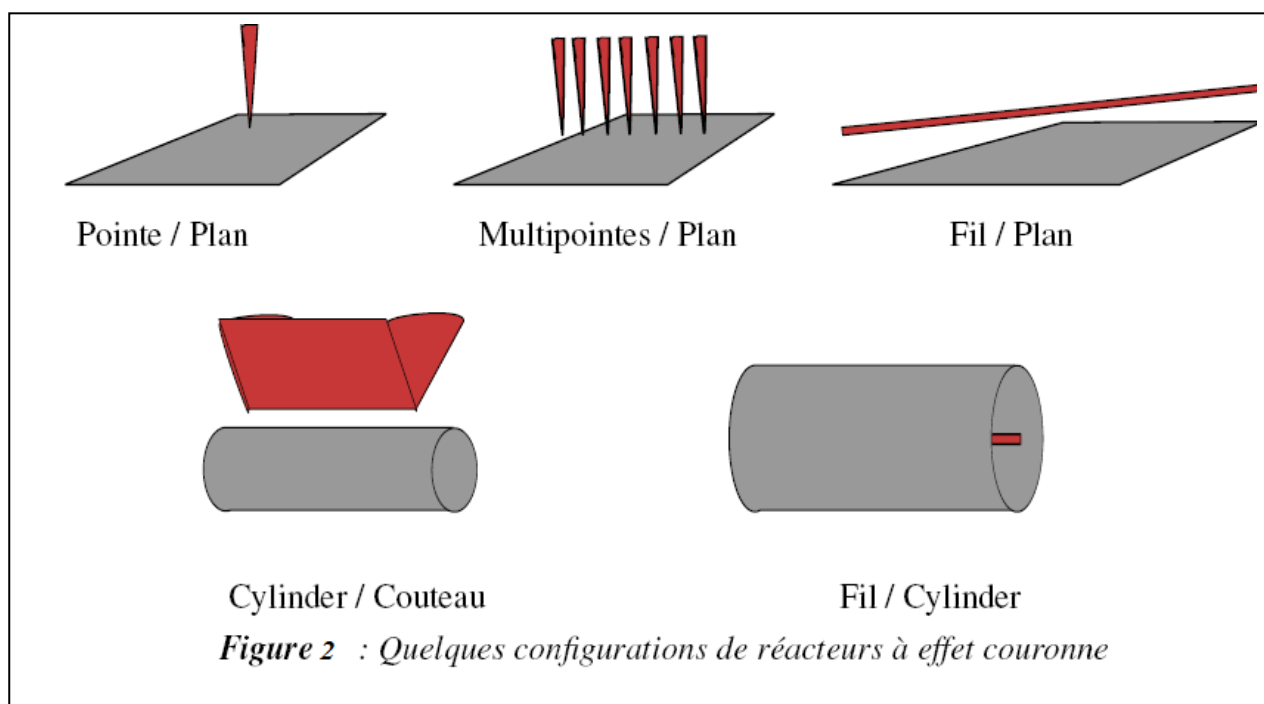 Pointe / Plan
Multipointes / Plan
Fil / Plan
Cylinder / Couteau
Fil / Cylinder
Figure 2 : Quelques configurations de réacteurs à effet couronne